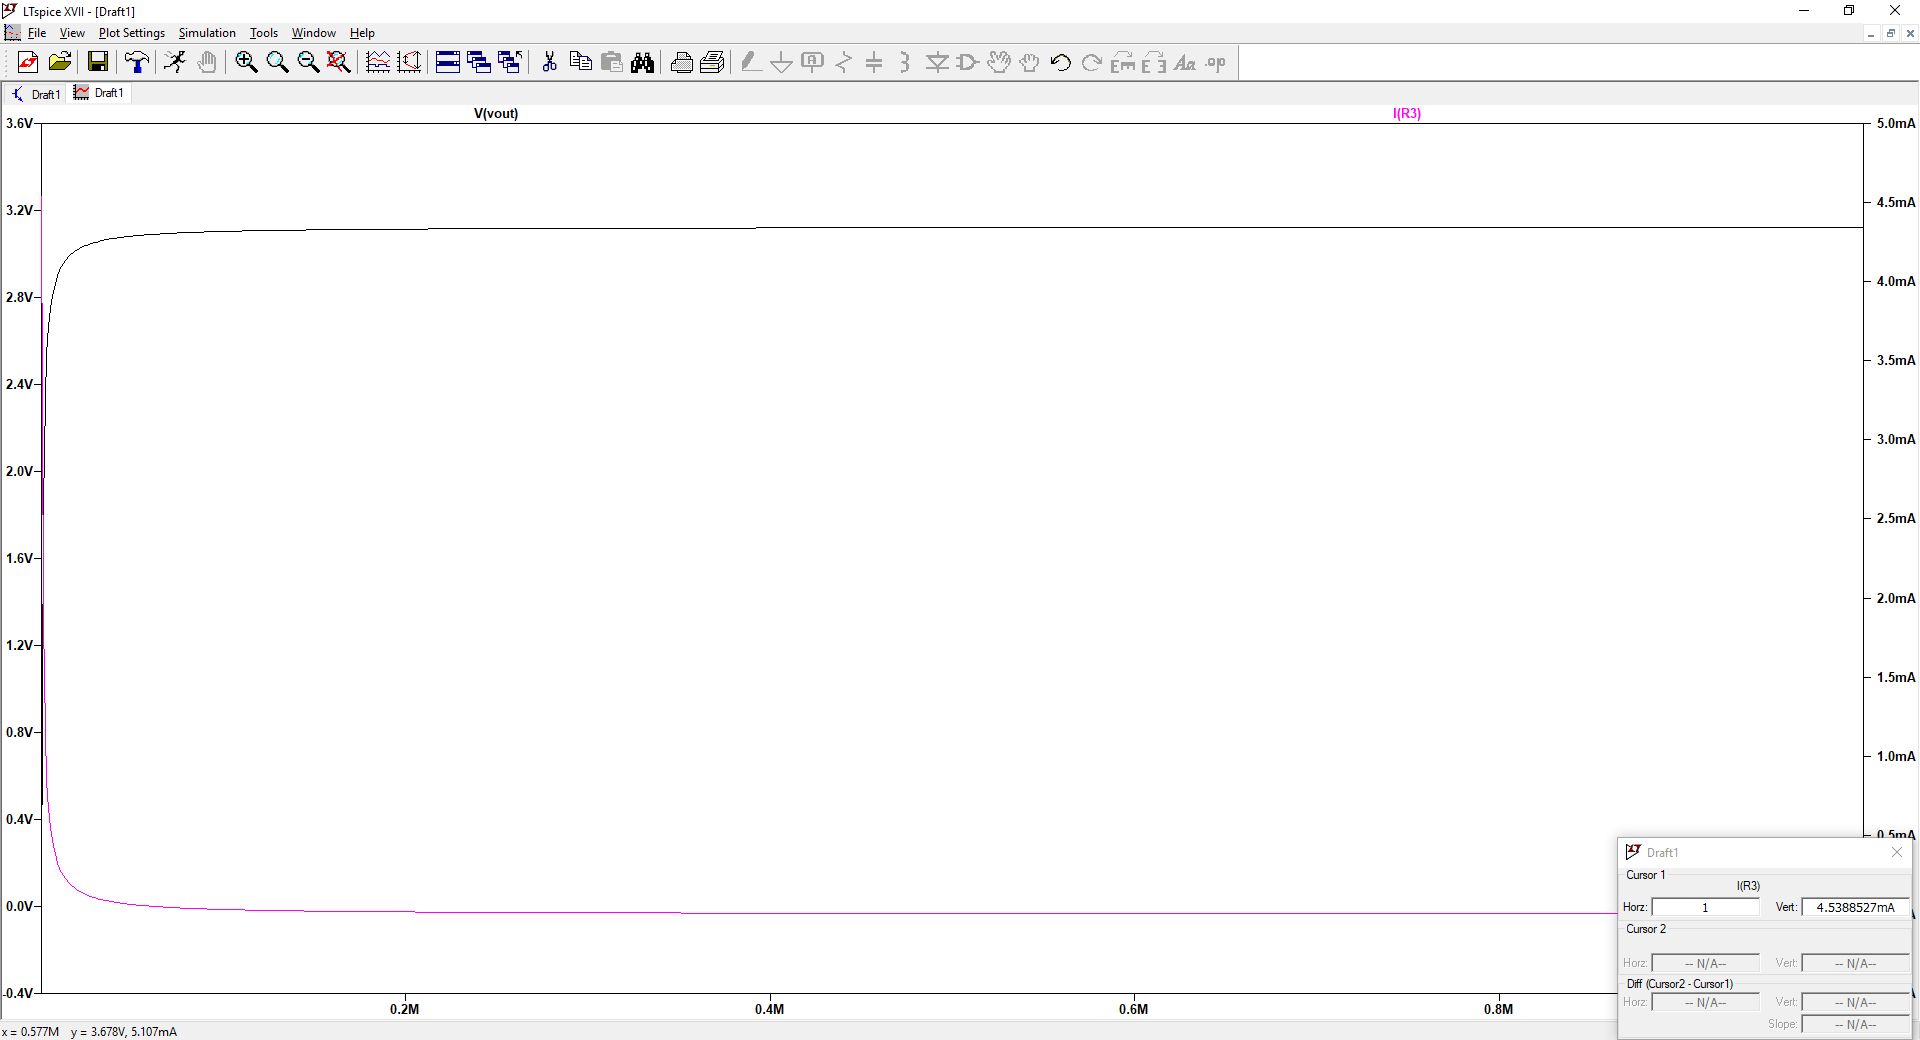 LTspice XVII - [Draft1]
File View Plot Settings Simulation Tools Window Help
Draft1 Draft1
V(vout) I(R3)
3.6V 5.0mA
3.2V 4.5mA
2.8V 4.0mA
2.4V 3.5mA
2.0V 3.0mA
1.6V 2.5mA
1.2V 2.0mA
0.8V 1.5mA
0.4V 1.0mA
0.0V 0.5mA
-0.4V
0.2M 0.4M 0.6M 0.8M
Draft1
Cursor 1
I(R3)
Horz: 1 Vert: 4.5388527mA
Cursor 2
Horz: -- N/A-- Vert: -- N/A--
Diff (Cursor2 - Cursor1)
Horz: -- N/A-- Vert: -- N/A--
Slope: -- N/A--
x = 0.577M y = 3.678V, 5.107mA